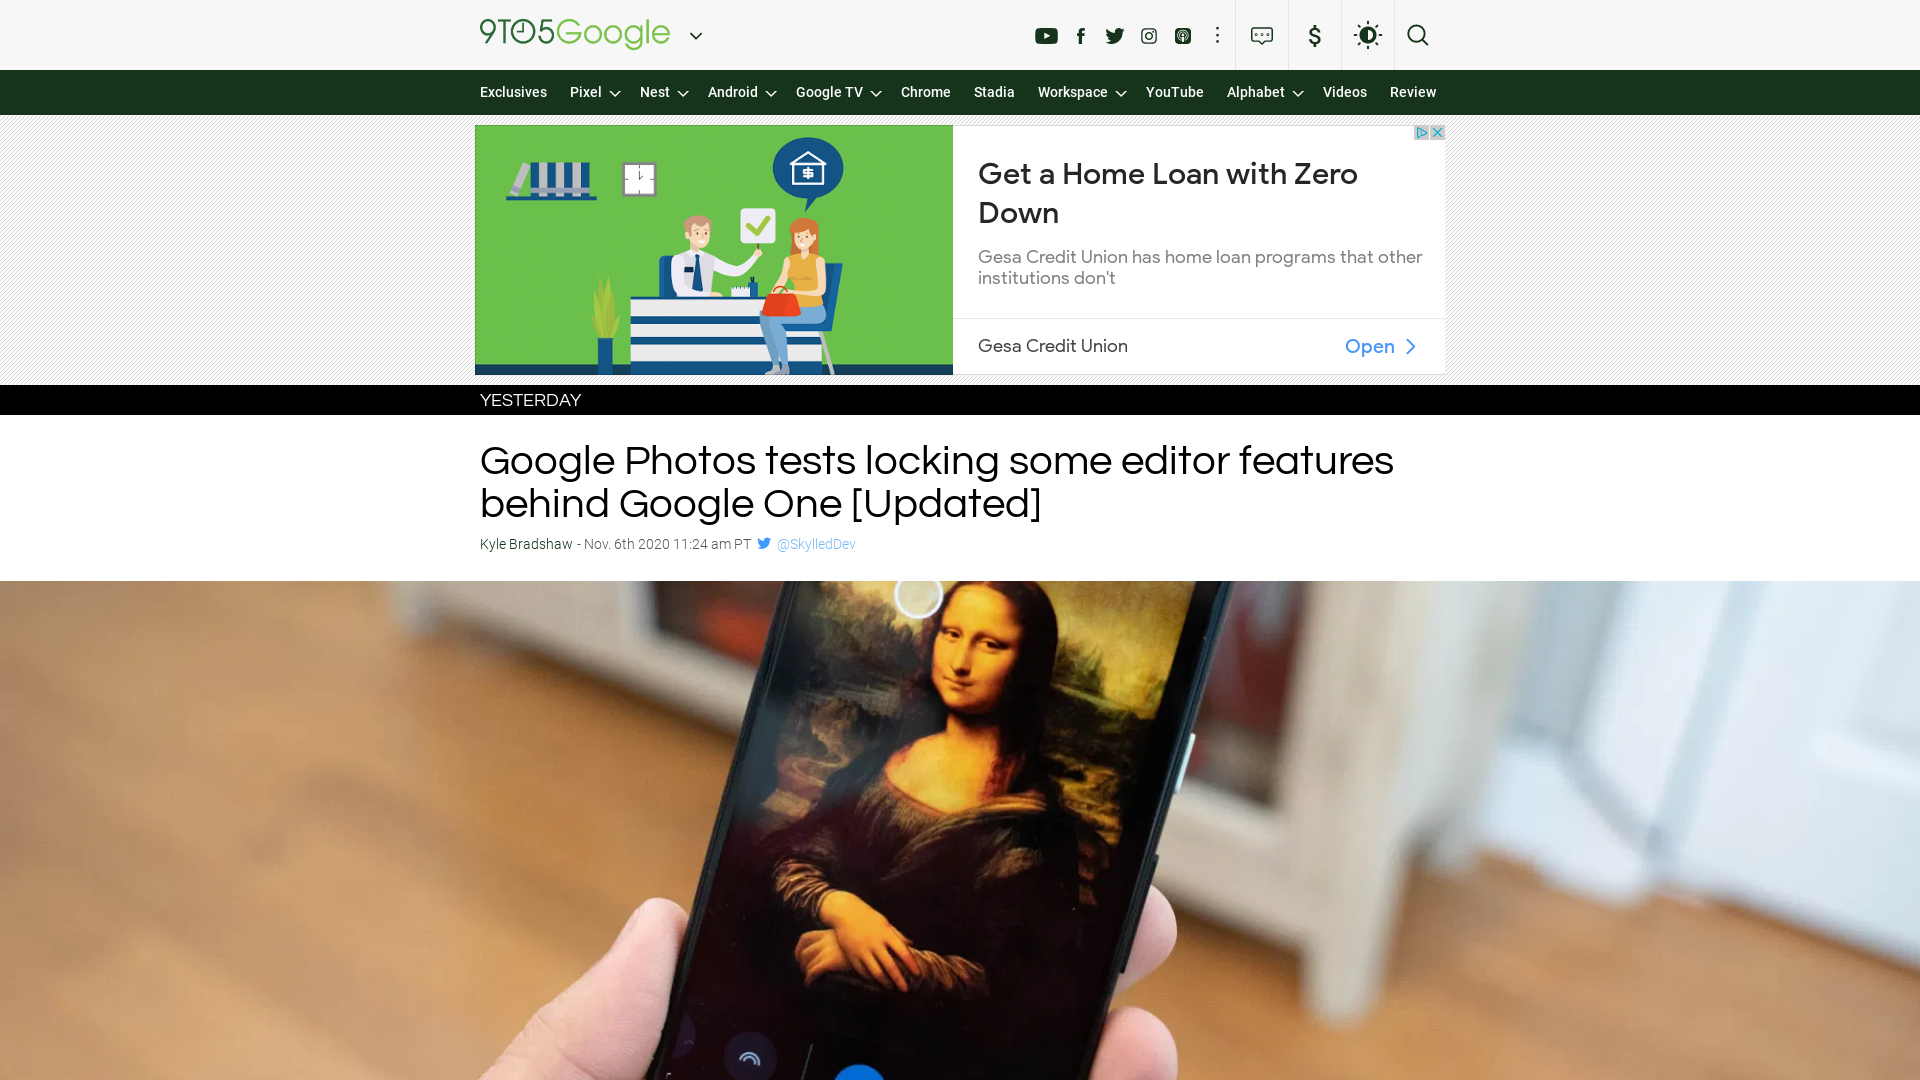 9TO5Google
Exclusives Pixel Nest Android Google TV Chrome Stadia Workspace YouTube Alphabet Videos Review
Get a Home Loan with Zero
Down
Gesa Credit Union has home loan programs that other
institutions don't
Gesa Credit Union Open
YESTERDAY
Google Photos tests locking some editor features
behind Google One [Updated]
Kyle Bradshaw - Nov. 6th 2020 11:24 am PT @SkylledDev